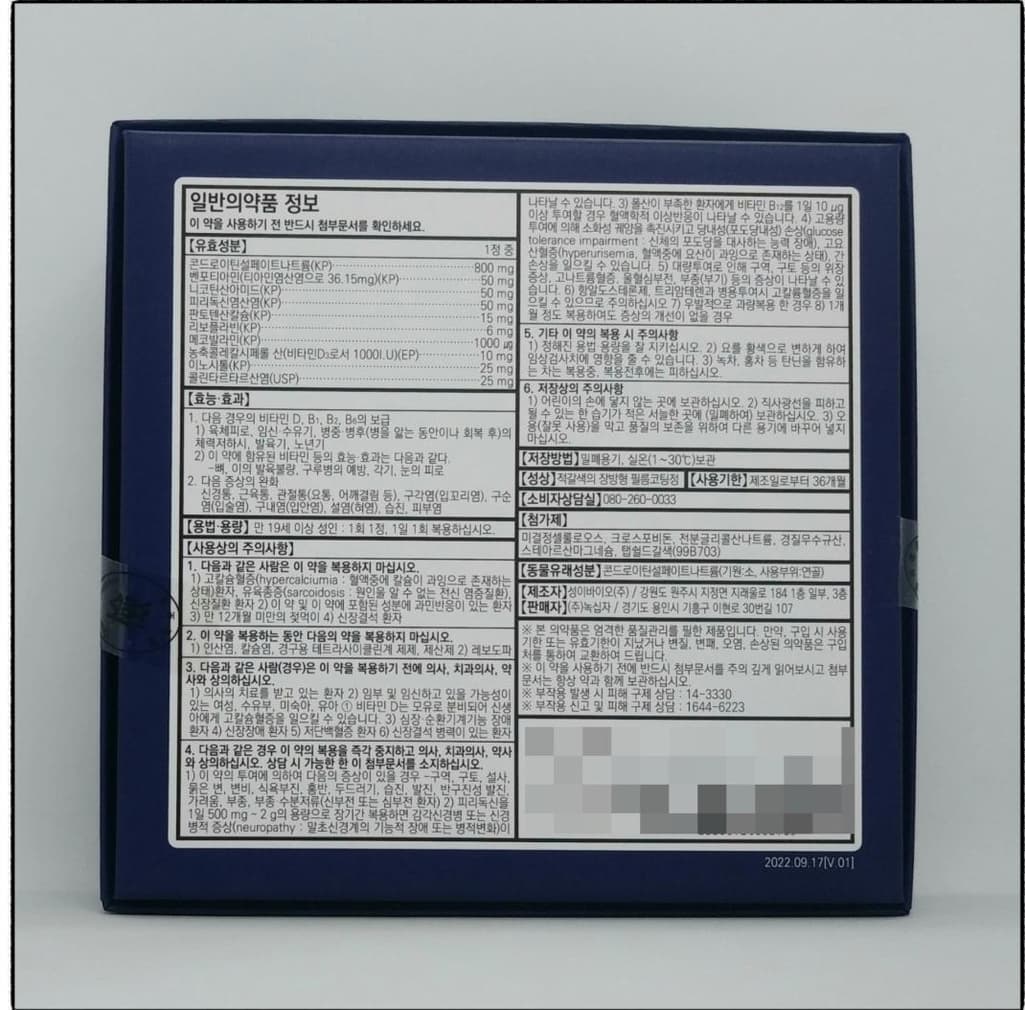 일반의약품 정보
이 약을 사용하기 전 반드시 첨부문서를 확인하세요.
【유효성분】 1정 중
콘드로이틴설페이트나트륨(KP) 800 mg
벤포티아민(티아민염산염으로 36.15mg)(KP) 50 mg
니코틴산아미드(KP) 50 mg
피리독신염산염(KP) 50 mg
판토텐산칼슘(KP) 15 mg
리보플라빈(KP) 6 mg
메코발라민(KP) 1000 μg
농축콜레칼시페롤 산(비타민D₃로서 1000I.U)(EP) 10 mg
이노시톨(KP) 25 mg
콜린타르타르산염(USP) 25 mg
【효능·효과】
1. 다음 경우의 비타민 D, B₁, B₂, B₆의 보급
1) 육체피로, 임신·수유기, 병중·병후(병을 앓는 동안이나 회복 후)의
체력저하시, 발육기, 노년기
2) 이 약에 함유된 비타민 등의 효능·효과는 다음과 같다.
-뼈, 이의 발육불량, 구루병의 예방, 각기, 눈의 피로
2. 다음 증상의 완화
신경통, 근육통, 관절통(요통, 어깨결림 등), 구각염(입꼬리염), 구순
염(입술염), 구내염(입안염), 설염(혀염), 습진, 피부염
【용법·용량】 만 19세 이상 성인 : 1회 1정, 1일 1회 복용하십시오.
【사용상의 주의사항】
1. 다음과 같은 사람은 이 약을 복용하지 마십시오.
1) 고칼슘혈증(hypercalciumia : 혈액중에 칼슘이 과잉으로 존재하는
상태)환자, 유육종증(sarcoidosis : 원인을 알 수 없는 전신 염증질환),
신장질환 환자 2) 이 약 및 이 약에 포함된 성분에 과민반응이 있는 환자
3) 만 12개월 미만의 젖먹이 4) 신장결석 환자
2. 이 약을 복용하는 동안 다음의 약을 복용하지 마십시오.
1) 인산염, 칼슘염, 경구용 테트라사이클린계 제제, 제산제 2) 레보도파
3. 다음과 같은 사람(경우)은 이 약을 복용하기 전에 의사, 치과의사, 약
사와 상의하십시오.
1) 의사의 치료를 받고 있는 환자 2) 임부 및 임신하고 있을 가능성이
있는 여성, 수유부, 미숙아, 유아 ① 비타민 D는 모유로 분비되어 신생
아에게 고칼슘혈증을 일으킬 수 있습니다. 3) 심장·순환기계기능 장애
환자 4) 신장장애 환자 5) 저단백혈증 환자 6) 신장결석 병력이 있는 환자
4. 다음과 같은 경우 이 약의 복용을 즉각 중지하고 의사, 치과의사, 약사
와 상의하십시오. 상담 시 가능한 한 이 첨부문서를 소지하십시오.
1) 이 약의 투여에 의하여 다음의 증상이 있을 경우 -구역, 구토, 설사,
묽은 변, 변비, 식욕부진, 홍반, 두드러기, 습진, 발진, 반구진성 발진,
가려움, 부종, 부종·수분저류(신부전 또는 심부전 환자) 2) 피리독신을
1일 500 mg ~ 2 g의 용량으로 장기간 복용하면 감각신경병 또는 신경
병적 증상(neuropathy : 말초신경계의 기능적 장애 또는 병적변화)이
나타날 수 있습니다. 3) 폴산이 부족한 환자에게 비타민 B₁₂를 1일 10 μg
이상 투여할 경우 혈액학적 이상반응이 나타날 수 있습니다. 4) 고용량
투여에 의해 소화성 궤양을 촉진시키고 당내성(포도당내성) 손상(glucose
tolerance impairment : 신체의 포도당을 대사하는 능력 장애), 고요
산혈증(hyperurisemia, 혈액중에 요산이 과잉으로 존재하는 상태), 간
손상을 일으킬 수 있습니다. 5) 대량투여로 인해 구역, 구토 등의 위장
증상, 고나트륨혈증, 울혈심부전, 부종(부기) 등의 증상이 나타날 수 있
습니다. 6) 항알도스테론제, 트리암테렌과 병용투여시 고칼륨혈증을 일
으킬 수 있으므로 주의하십시오 7) 우발적으로 과량복용 한 경우 8) 1개
월 정도 복용하여도 증상의 개선이 없을 경우
5. 기타 이 약의 복용 시 주의사항
1) 정해진 용법·용량을 잘 지키십시오. 2) 요를 황색으로 변하게 하여
임상검사치에 영향을 줄 수 있습니다. 3) 녹차, 홍차 등 탄닌을 함유하
는 차는 복용중, 복용전후에는 피하십시오.
6. 저장상의 주의사항
1) 어린이의 손에 닿지 않는 곳에 보관하십시오. 2) 직사광선을 피하고
될 수 있는 한 습기가 적은 서늘한 곳에 (밀폐하여) 보관하십시오. 3) 오
용(잘못 사용)을 막고 품질의 보존을 위하여 다른 용기에 바꾸어 넣지
마십시오.
【저장방법】밀폐용기, 실온(1~30℃)보관
【성상】적갈색의 장방형 필름코팅정 【사용기한】제조일로부터 36개월
【소비자상담실】080-260-0033
【첨가제】
미결정셀룰로오스, 크로스포비돈, 전분글리콜산나트륨, 경질무수규산,
스테아르산마그네슘, 탭쉴드갈색(99B703)
【동물유래성분】콘드로이틴설페이트나트륨(기원:소, 사용부위:연골)
【제조자】성이바이오(주) / 강원도 원주시 지정면 지래울로 184 1층 일부, 3층
【판매자】(주)녹십자 / 경기도 용인시 기흥구 이현로 30번길 107
※ 본 의약품은 엄격한 품질관리를 필한 제품입니다. 만약, 구입 시 사용
기한 또는 유효기한이 지났거나 변질, 변패, 오염, 손상된 의약품은 구입
처를 통하여 교환하여 드립니다.
※ 이 약을 사용하기 전에 반드시 첨부문서를 주의 깊게 읽어보시고 첨부
문서는 항상 약과 함께 보관하십시오.
※ 부작용 발생 시 피해 구제 상담 : 14-3330
※ 부작용 신고 및 피해 구제 상담 : 1644-6223
2022.09.17[V.01]